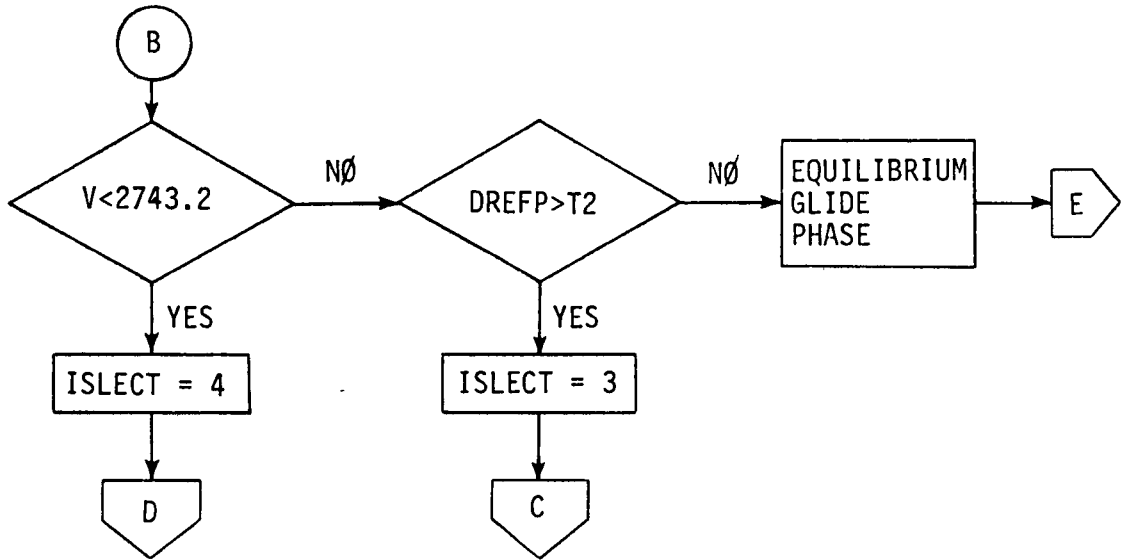 B
V<2743.2
NØ
DREFP>T2
NØ
EQUILIBRIUM
GLIDE
PHASE
E
YES
YES
ISLECT = 4
ISLECT = 3
D
C